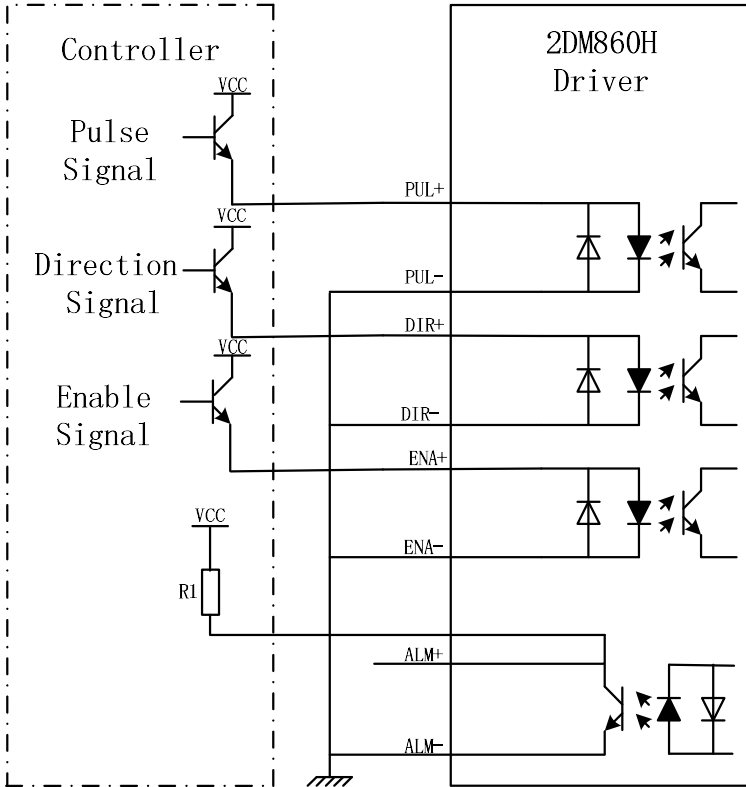 Controller
2DM860H
Driver
VCC
Pulse
Signal
PUL+
VCC
Direction
Signal
PUL-
DIR+
VCC
Enable
Signal
DIR-
ENA+
VCC
ENA-
R1
ALM+
ALM-